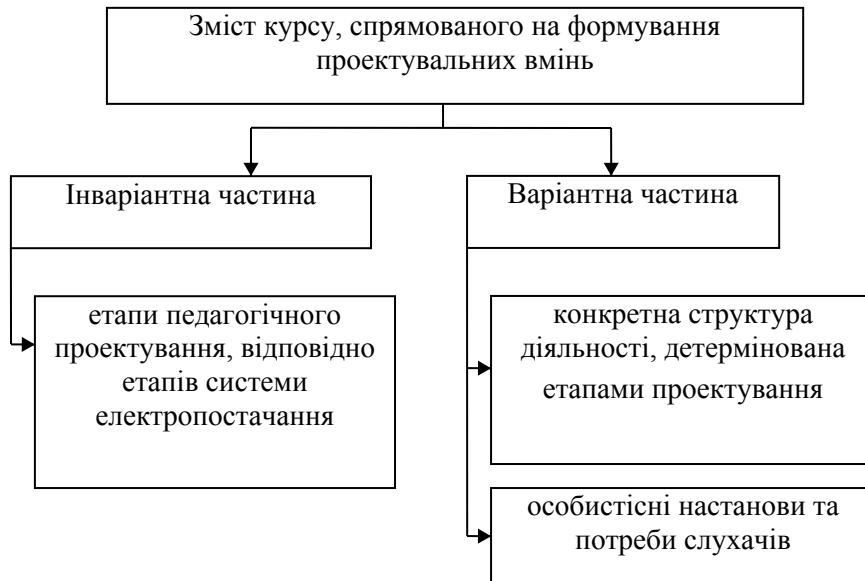 Зміст курсу, спрямованого на формування
проектувальних вмінь
Інваріантна частина
Варіантна частина
етапи педагогічного
проектування, відповідно
етапів системи
електропостачання
конкретна структура
діяльності, детермінована
етапами проектування
особистісні настанови та
потреби слухачів